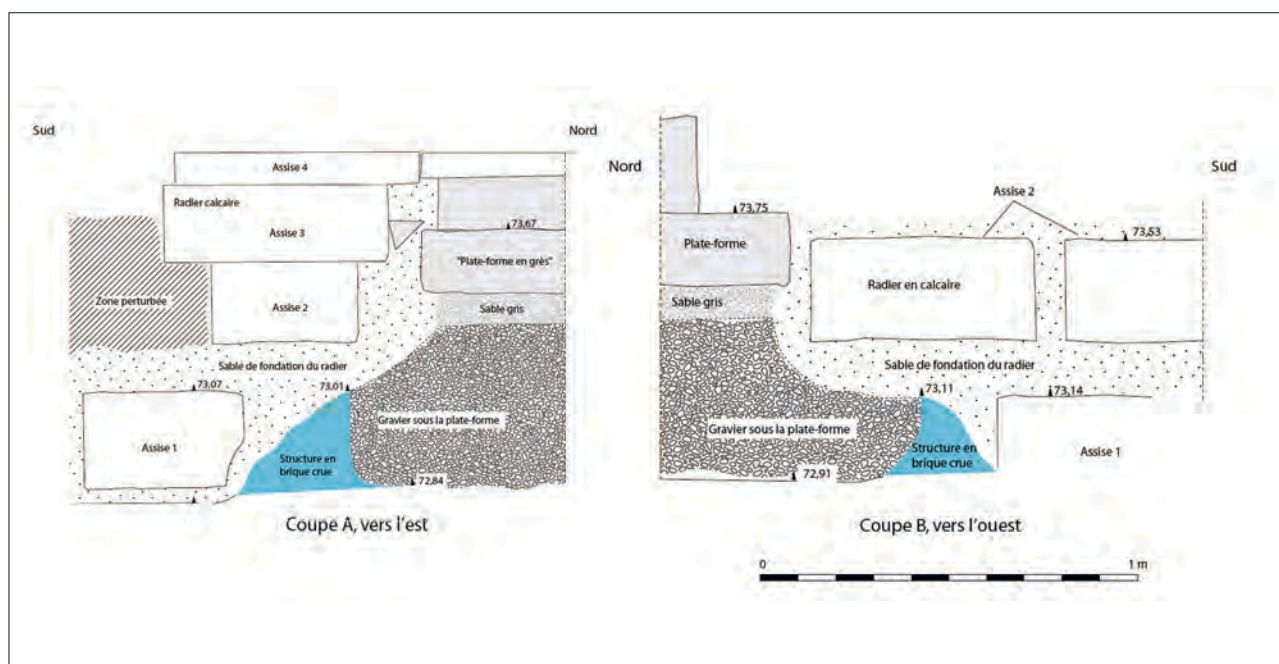 Sud
Nord
Assise 4
Radier calcaire
Assise 3
73,67
"Plate-forme en grès"
Zone perturbée
Assise 2
Sable gris
Sable de fondation du radier
73,07
73,01
Gravier sous la plate-forme
Assise 1
Structure en
brique crue
72,84
Coupe A, vers l'est
Nord
Sud
Assise 2
73,75
73,53
Plate-forme
Radier en calcaire
Sable gris
Sable de fondation du radier
73,11
73,14
Gravier sous la plate-forme
Structure en
brique crue
Assise 1
72,91
Coupe B, vers l'ouest
0
1 m